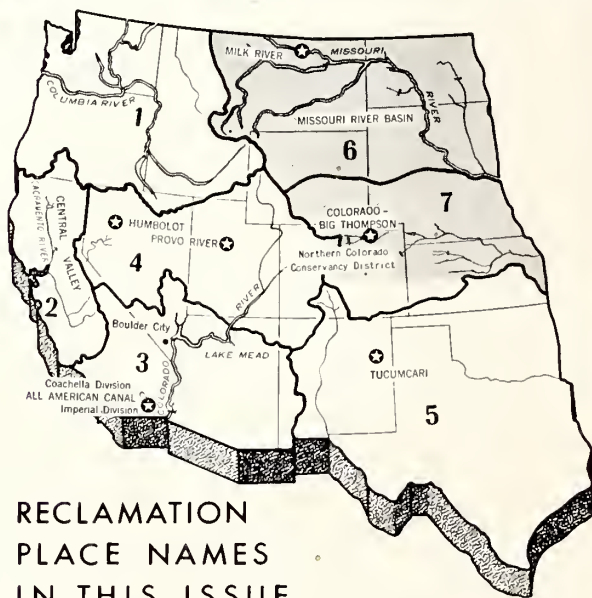 MILK RIVER
MISSOURI
RIVER
COLUMBIA RIVER
1
MISSOURI RIVER BASIN
6
SACRAMENTO RIVER
CENTRAL
VALLEY
2
HUMBOLOT
PROVO RIVER
4
COLORADO -
BIG THOMPSON
Northern Colorado
Conservancy District
7
RIVER
Boulder City
LAKE MEAD
3
COLORADO
Coachella Division
ALL AMERICAN CANAL
Imperial Division
TUCUMCARI
5
RECLAMATION
PLACE NAMES
IN THIS ISSUE